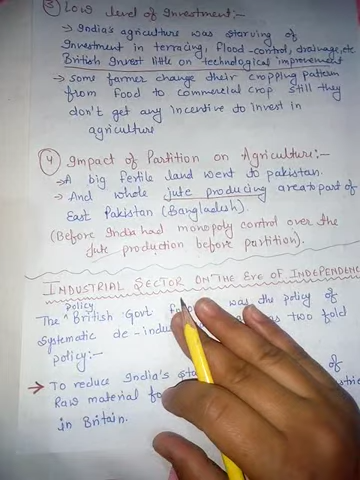 ③ Low level of Investment:-
→ India's agriculture was starving of
Investment in terracing, flood-control, drainage, etc
British Invest little on technological improvement
→ some farmer change their cropping pattern
from food to commercial crop still they
don't get any incentive to invest in
agriculture
④ Impact of Partition on Agriculture:-
→ A big fertile land went to pakistan.
→ And whole jute producing area to part of
East Pakistan (Bangladesh).
(Before India had monopoly control over the
Jute production before partition).
INDUSTRIAL SECTOR ON THE EVE OF INDEPENDENC
policy
The ^ British Govt was the policy of
systematic de-indu two fold
policy:-
→ To reduce India's
Raw material
in Britain.